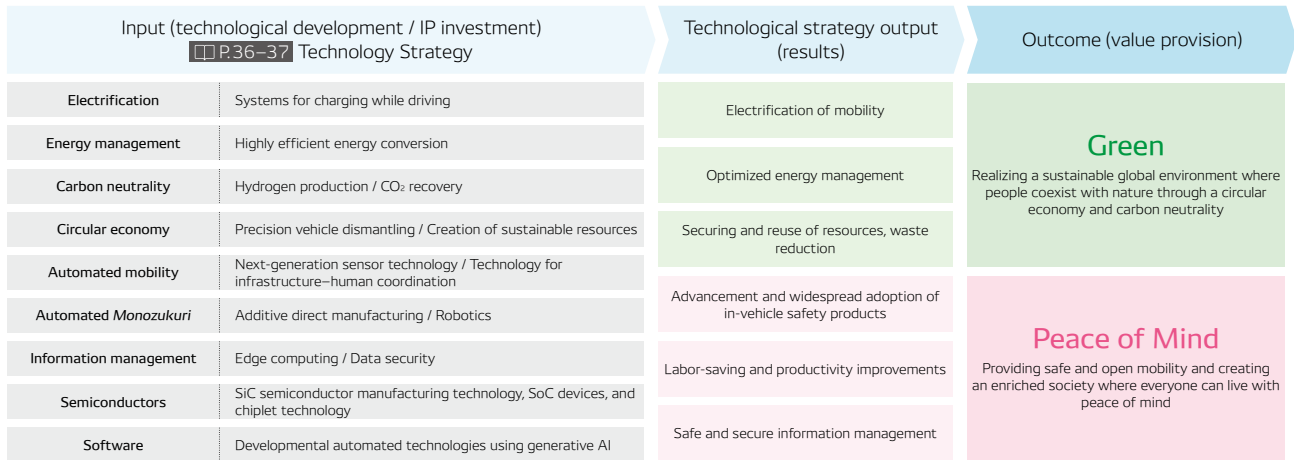 Input (technological development / IP investment)
P.36–37 Technology Strategy
Technological strategy output
(results)
Outcome (value provision)
Electrification
Systems for charging while driving
Energy management
Highly efficient energy conversion
Carbon neutrality
Hydrogen production / CO₂ recovery
Circular economy
Precision vehicle dismantling / Creation of sustainable resources
Automated mobility
Next-generation sensor technology / Technology for
infrastructure–human coordination
Automated Monozukuri
Additive direct manufacturing / Robotics
Information management
Edge computing / Data security
Semiconductors
SiC semiconductor manufacturing technology, SoC devices, and
chiplet technology
Software
Developmental automated technologies using generative AI
Electrification of mobility
Optimized energy management
Securing and reuse of resources, waste
reduction
Advancement and widespread adoption of
in-vehicle safety products
Labor-saving and productivity improvements
Safe and secure information management
Green
Realizing a sustainable global environment where
people coexist with nature through a circular
economy and carbon neutrality
Peace of Mind
Providing safe and open mobility and creating
an enriched society where everyone can live with
peace of mind